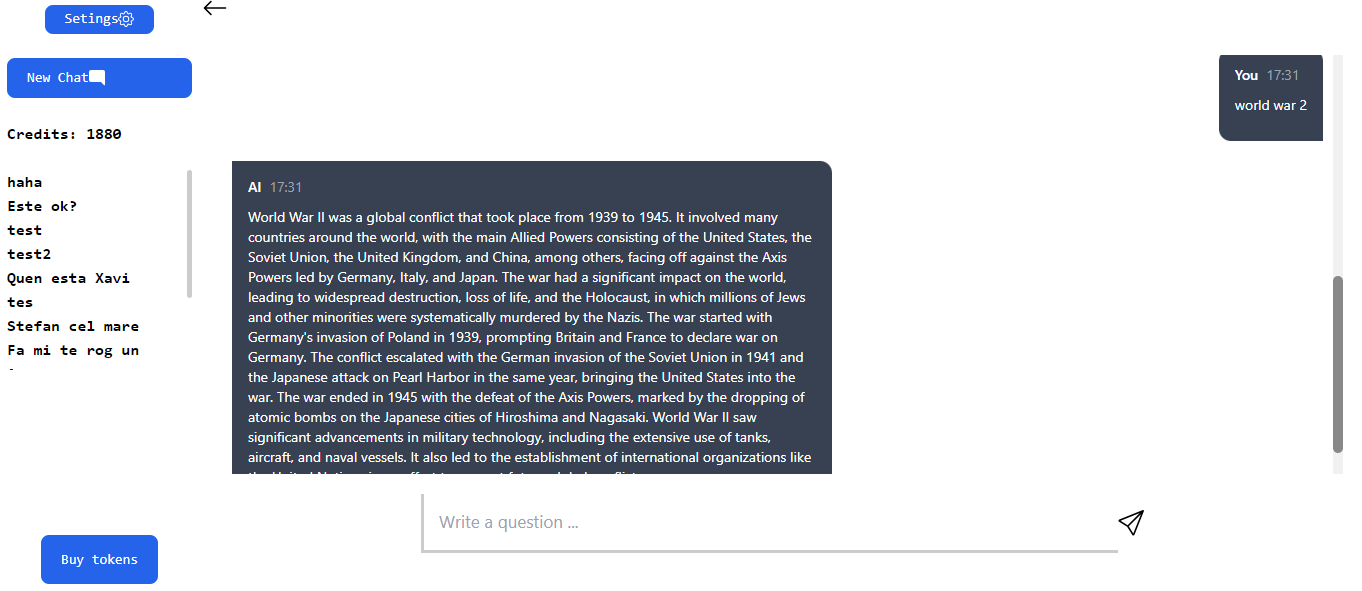 Setings
New Chat
Credits: 1880
haha
Este ok?
test
test2
Quen esta Xavi
tes
Stefan cel mare
Fa mi te rog un
Buy tokens
You 17:31
world war 2
AI 17:31
World War II was a global conflict that took place from 1939 to 1945. It involved many
countries around the world, with the main Allied Powers consisting of the United States, the
Soviet Union, the United Kingdom, and China, among others, facing off against the Axis
Powers led by Germany, Italy, and Japan. The war had a significant impact on the world,
leading to widespread destruction, loss of life, and the Holocaust, in which millions of Jews
and other minorities were systematically murdered by the Nazis. The war started with
Germany's invasion of Poland in 1939, prompting Britain and France to declare war on
Germany. The conflict escalated with the German invasion of the Soviet Union in 1941 and
the Japanese attack on Pearl Harbor in the same year, bringing the United States into the
war. The war ended in 1945 with the defeat of the Axis Powers, marked by the dropping of
atomic bombs on the Japanese cities of Hiroshima and Nagasaki. World War II saw
significant advancements in military technology, including the extensive use of tanks,
aircraft, and naval vessels. It also led to the establishment of international organizations like
Write a question ...